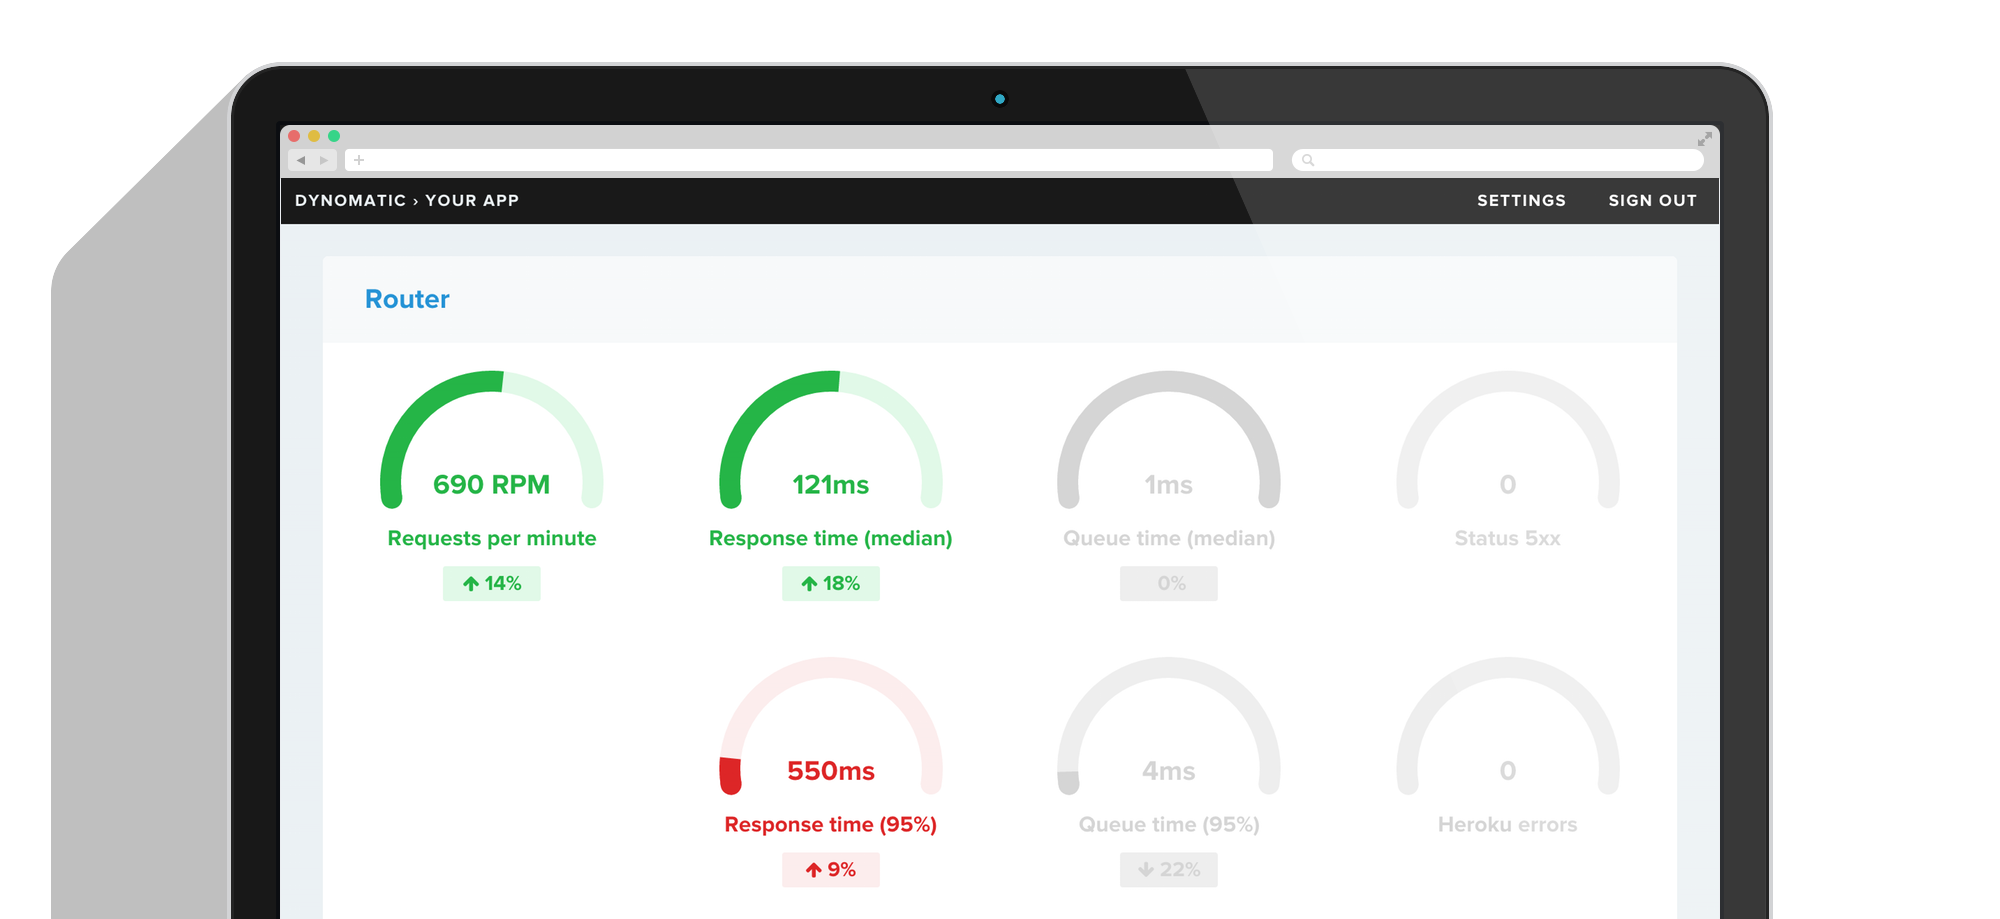 DYNOMATIC › YOUR APP
SETTINGS
SIGN OUT
Router
690 RPM
Requests per minute
14%
121ms
Response time (median)
18%
1ms
Queue time (median)
0%
0
Status 5xx
550ms
Response time (95%)
9%
4ms
Queue time (95%)
22%
0
Heroku errors